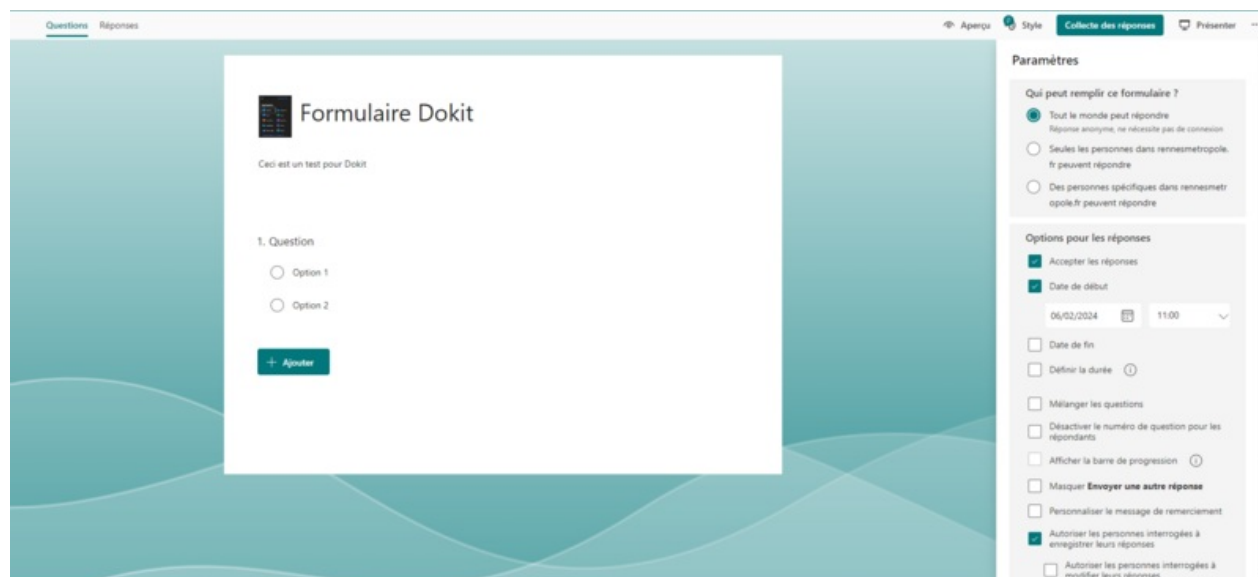 Questions Réponses
Aperçu Style Collecte des réponses Présenter ...
Formulaire Dokit
Ceci est un test pour Dokit
1. Question
Option 1
Option 2
+ Ajouter
Paramètres
Qui peut remplir ce formulaire ?
Tout le monde peut répondre
Réponse anonyme, ne nécessite pas de connexion
Seules les personnes dans rennesmetropole.
fr peuvent répondre
Des personnes spécifiques dans rennesmetr
opole.fr peuvent répondre
Options pour les réponses
Accepter les réponses
Date de début
06/02/2024 11:00
Date de fin
Définir la durée
Mélanger les questions
Désactiver le numéro de question pour les
répondants
Afficher la barre de progression
Masquer Envoyer une autre réponse
Personnaliser le message de remerciement
Autoriser les personnes interrogées à
enregistrer leurs réponses
Autoriser les personnes interrogées à
modifier leurs réponses